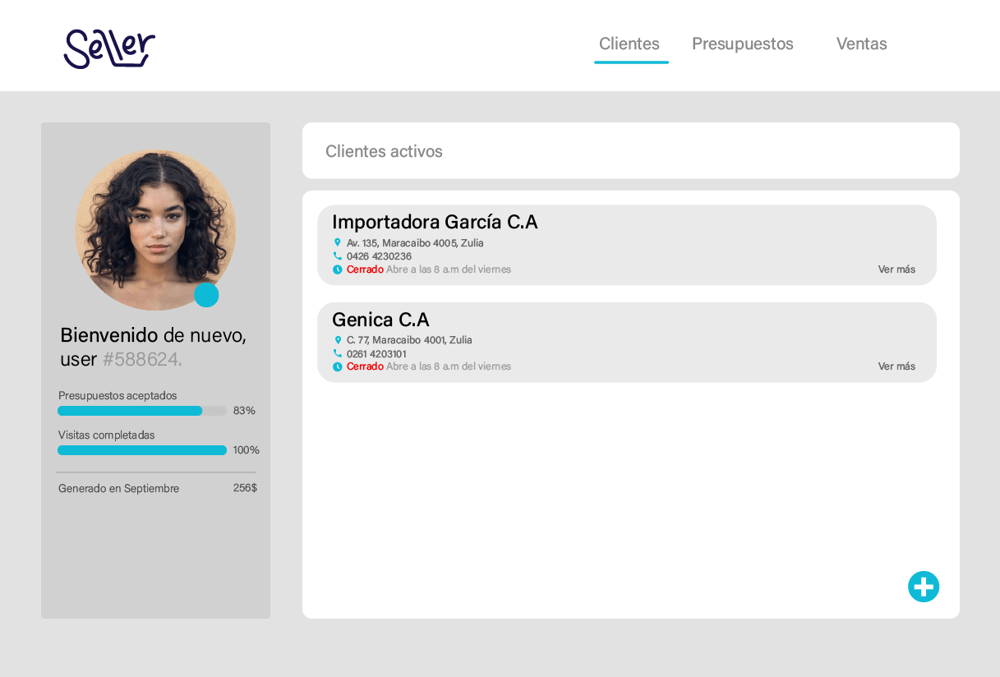 Seller
Clientes
Presupuestos
Ventas
Bienvenido de nuevo,
user #588624.
Presupuestos aceptados
83%
Visitas completadas
100%
Generado en Septiembre
256$
Clientes activos
Importadora García C.A
Av. 135, Maracaibo 4005, Zulia
0426 4230236
Cerrado Abre a las 8 a.m del viernes
Ver más
Genica C.A
C. 77, Maracaibo 4001, Zulia
0261 4203101
Cerrado Abre a las 8 a.m del viernes
Ver más